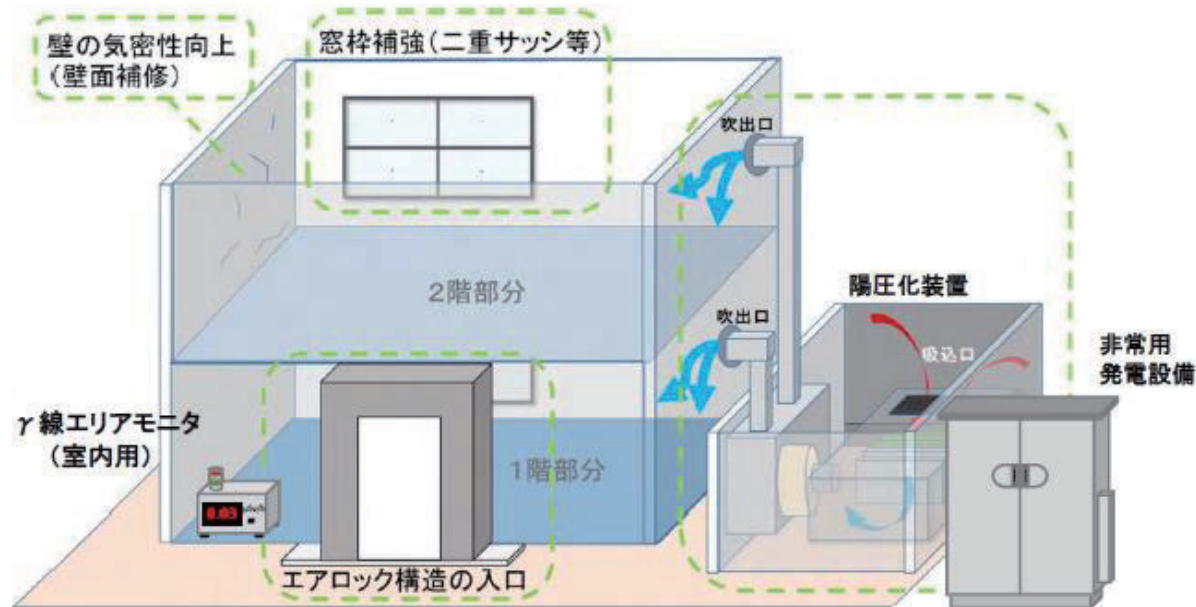 壁の気密性向上
（壁面補修）
窓枠補強（二重サッシ等）
吹出口
2階部分
陽圧化装置
吹出口
吸込口
非常用
発電設備
γ線エリアモニタ
（室内用）
1階部分
0.03
エアロック構造の入口